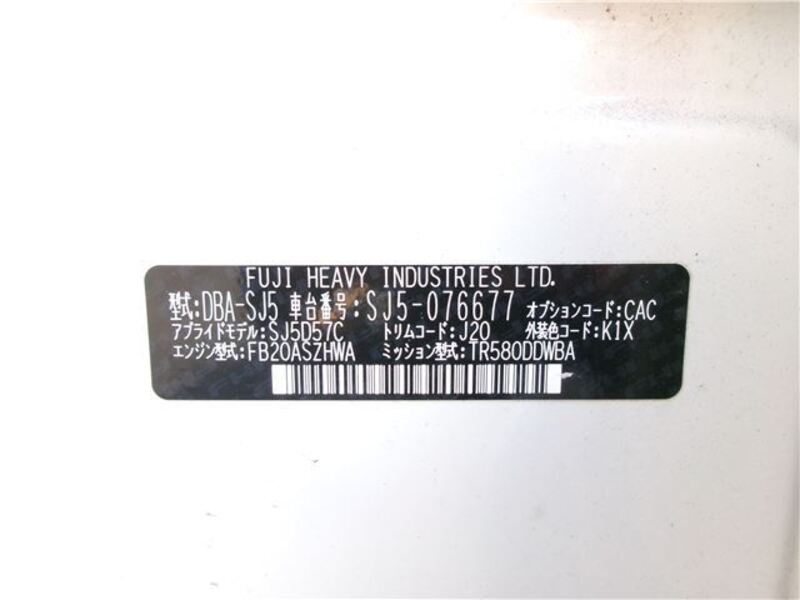 FUJI HEAVY INDUSTRIES LTD.
型式:DBA-SJ5 車台番号:SJ5-076677 オプションコード:CAC
アプライドモデル:SJ5D57C トリムコード:J20 外装色コード:K1X
エンジン型式:FB20ASZHWA ミッション型式:TR580DDWBA